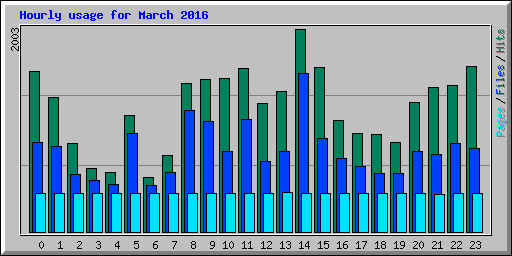 Hourly usage for March 2016
2003
Pages / Files / Hits
0 1 2 3 4 5 6 7 8 9 10 11 12 13 14 15 16 17 18 19 20 21 22 23